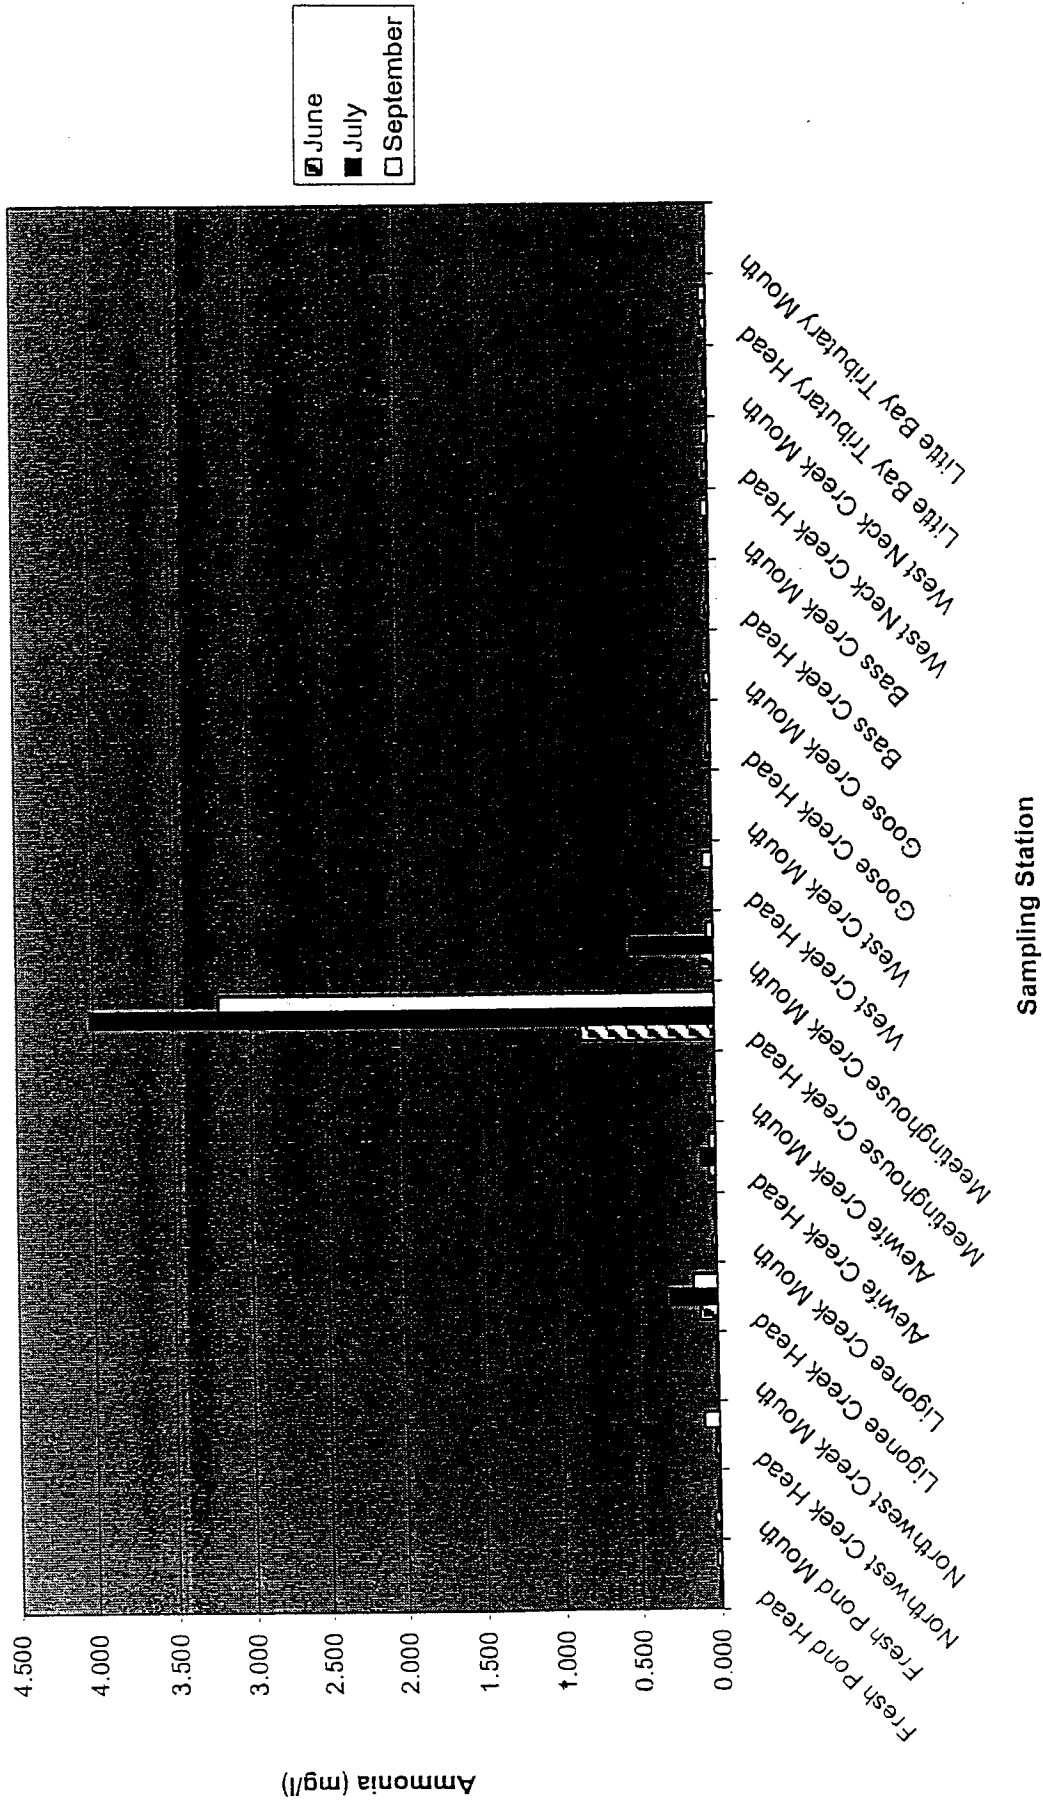 June
July
September
4.500
4.000
3.500
3.000
2.500
2.000
1.500
1.000
0.500
0.000
Ammonia (mg/l)
Fresh Pond Head
Fresh Pond Mouth
Northwest Creek Head
Northwest Creek Mouth
Ligonee Creek Head
Ligonee Creek Mouth
Alewife Creek Head
Alewife Creek Mouth
Meetinghouse Creek Head
Meetinghouse Creek Mouth
West Creek Head
West Creek Mouth
Goose Creek Head
Goose Creek Mouth
Bass Creek Head
Bass Creek Mouth
West Neck Creek Head
West Neck Creek Mouth
Little Bay Tributary Head
Little Bay Tributary Mouth
Sampling Station